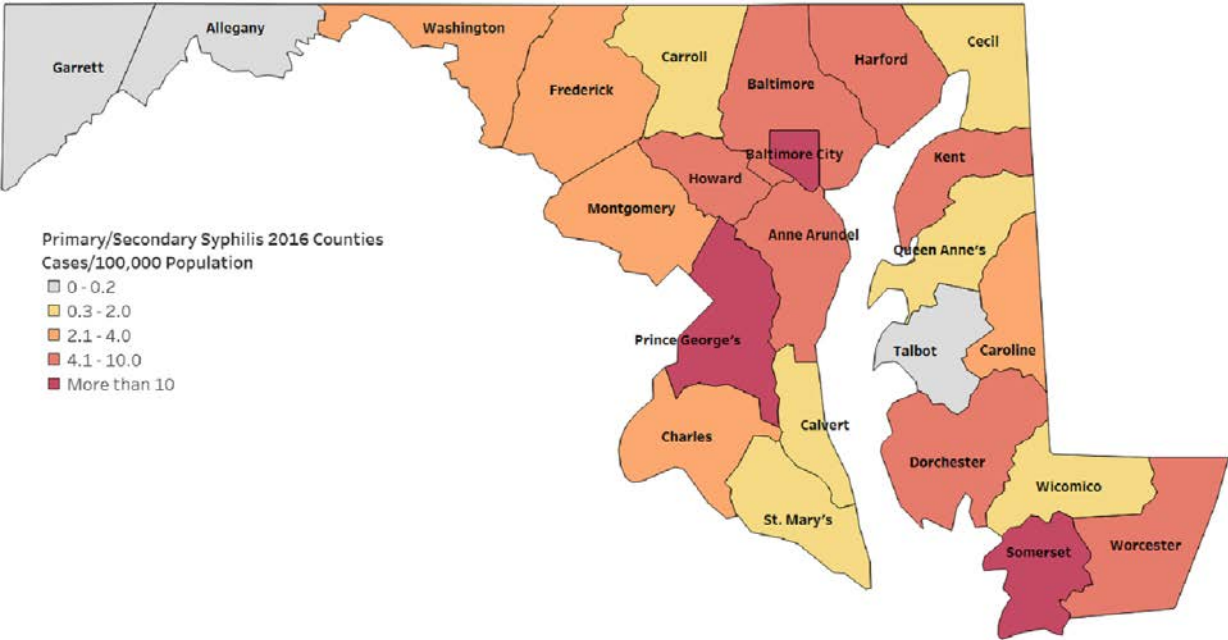 Garrett
Allegany
Washington
Frederick
Carroll
Baltimore
Harford
Cecil
Baltimore City
Kent
Howard
Montgomery
Anne Arundel
Queen Anne's
Primary/Secondary Syphilis 2016 Counties
Cases/100,000 Population
0 - 0.2
0.3 - 2.0
2.1 - 4.0
4.1 - 10.0
More than 10
Prince George's
Talbot
Caroline
Charles
Calvert
Dorchester
Wicomico
St. Mary's
Somerset
Worcester